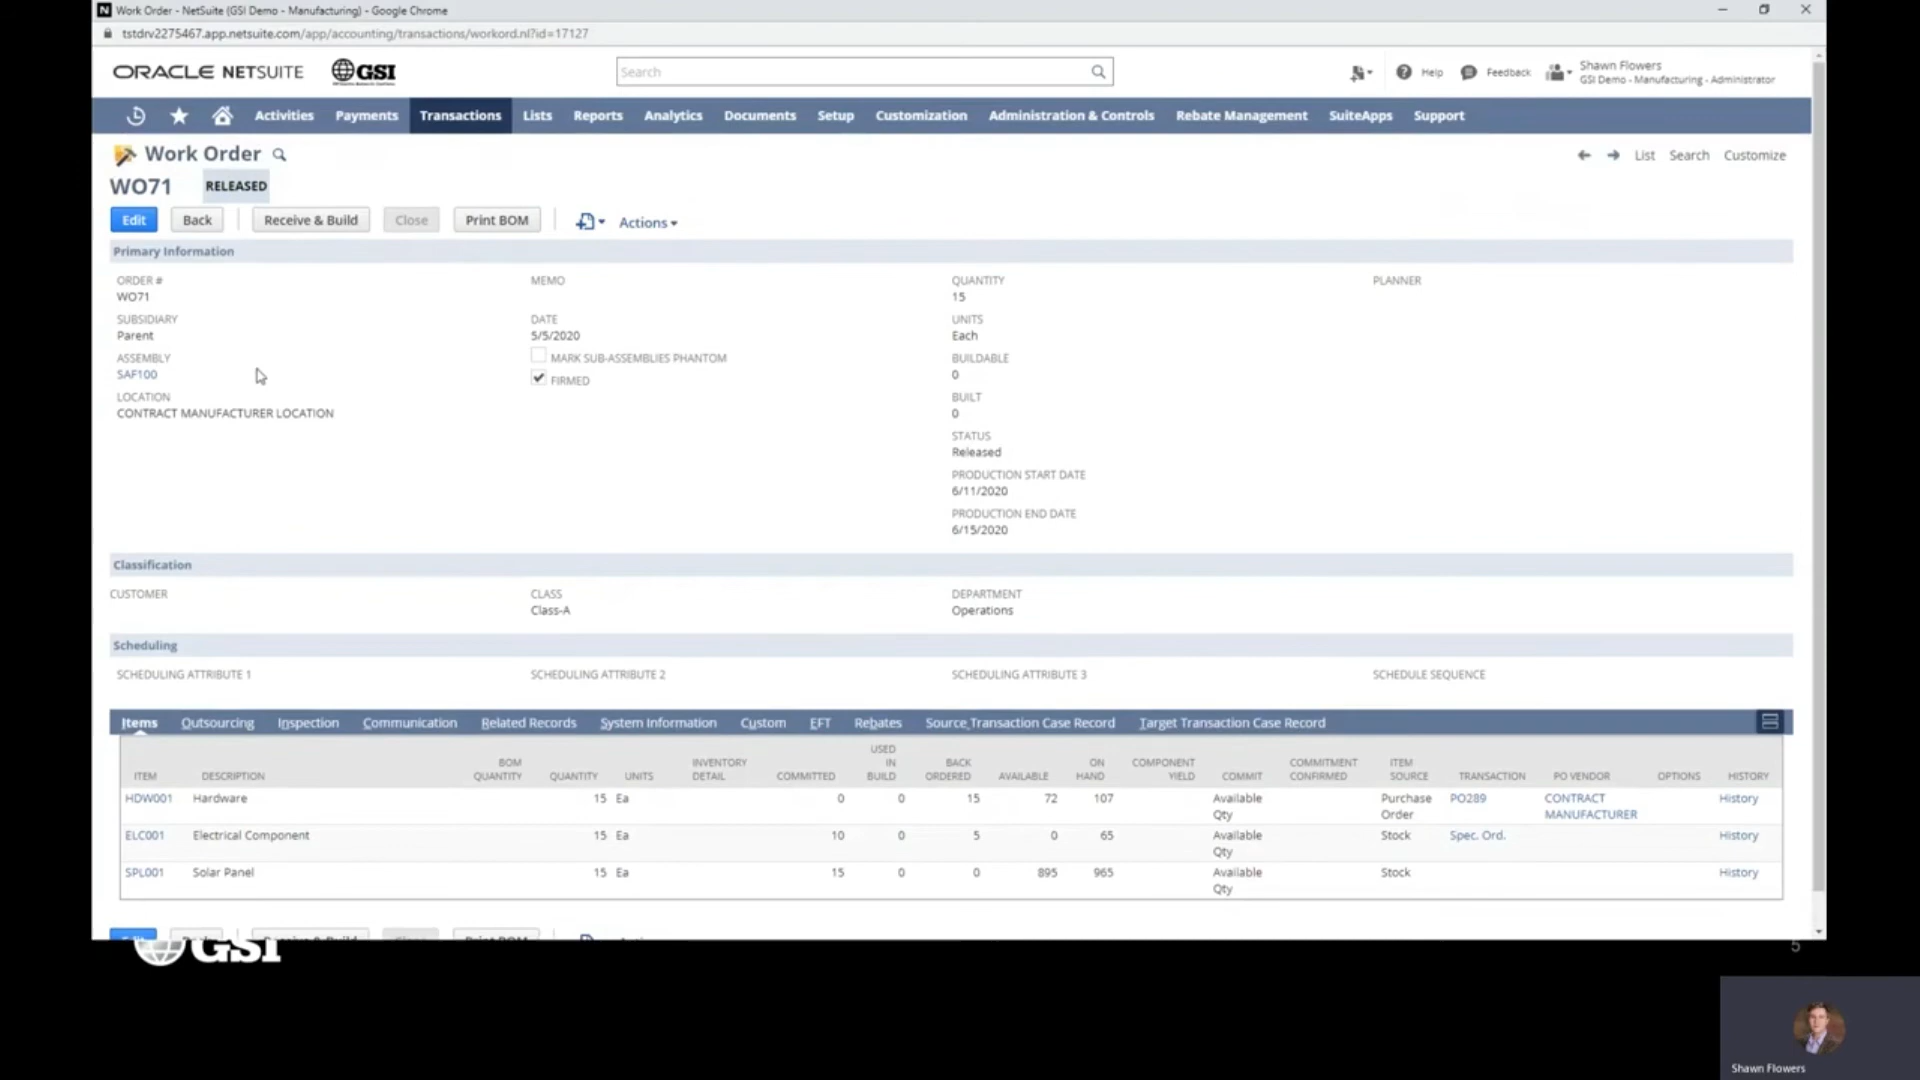 Work Order - NetSuite (GSI Demo - Manufacturing) - Google Chrome
tstdrv2275467.app.netsuite.com/app/accounting/transactions/workord.nl?id=17127
ORACLE NETSUITE GSI Search Help Feedback Shawn Flowers
GSI Demo - Manufacturing - Administrator
Activities Payments Transactions Lists Reports Analytics Documents Setup Customization Administration & Controls Rebate Management SuiteApps Support
Work Order List Search Customize
WO71 RELEASED
Edit Back Receive & Build Close Print BOM Actions
Primary Information
ORDER # MEMO QUANTITY PLANNER
WO71 15
SUBSIDIARY DATE UNITS
Parent 5/5/2020 Each
ASSEMBLY MARK SUB-ASSEMBLIES PHANTOM BUILDABLE
SAF100 FIRMED 0
LOCATION BUILT
CONTRACT MANUFACTURER LOCATION 0
STATUS
Released
PRODUCTION START DATE
6/11/2020
PRODUCTION END DATE
6/15/2020
Classification
CUSTOMER CLASS DEPARTMENT
Class-A Operations
Scheduling
SCHEDULING ATTRIBUTE 1 SCHEDULING ATTRIBUTE 2 SCHEDULING ATTRIBUTE 3 SCHEDULE SEQUENCE
Items Outsourcing Inspection Communication Related Records System Information Custom EFT Rebates Source Transaction Case Record Target Transaction Case Record
ITEM DESCRIPTION BOM QUANTITY QUANTITY UNITS INVENTORY DETAIL COMMITTED USED IN BUILD BACK ORDERED AVAILABLE ON HAND COMPONENT YIELD COMMIT COMMITMENT CONFIRMED ITEM SOURCE TRANSACTION PO VENDOR OPTIONS HISTORY
HDW001 Hardware 15 Ea 0 0 15 72 107 Available Qty Purchase Order PO289 CONTRACT MANUFACTURER History
ELC001 Electrical Component 15 Ea 10 0 5 0 65 Available Qty Stock Spec. Ord. History
SPL001 Solar Panel 15 Ea 15 0 0 895 965 Available Qty Stock History
Edit Back Receive & Build Close Print BOM Actions
GSI 5
Shawn Flowers